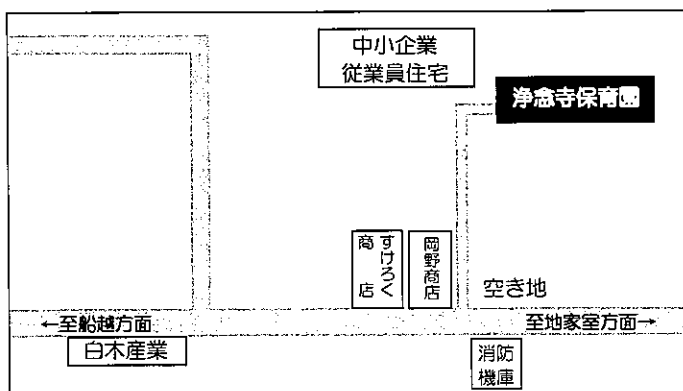 中小企業
従業員住宅
浄念寺保育園
すけろく
商店
岡野商店
空き地
←至船越方面
至地家室方面→
白木産業
消防
機庫